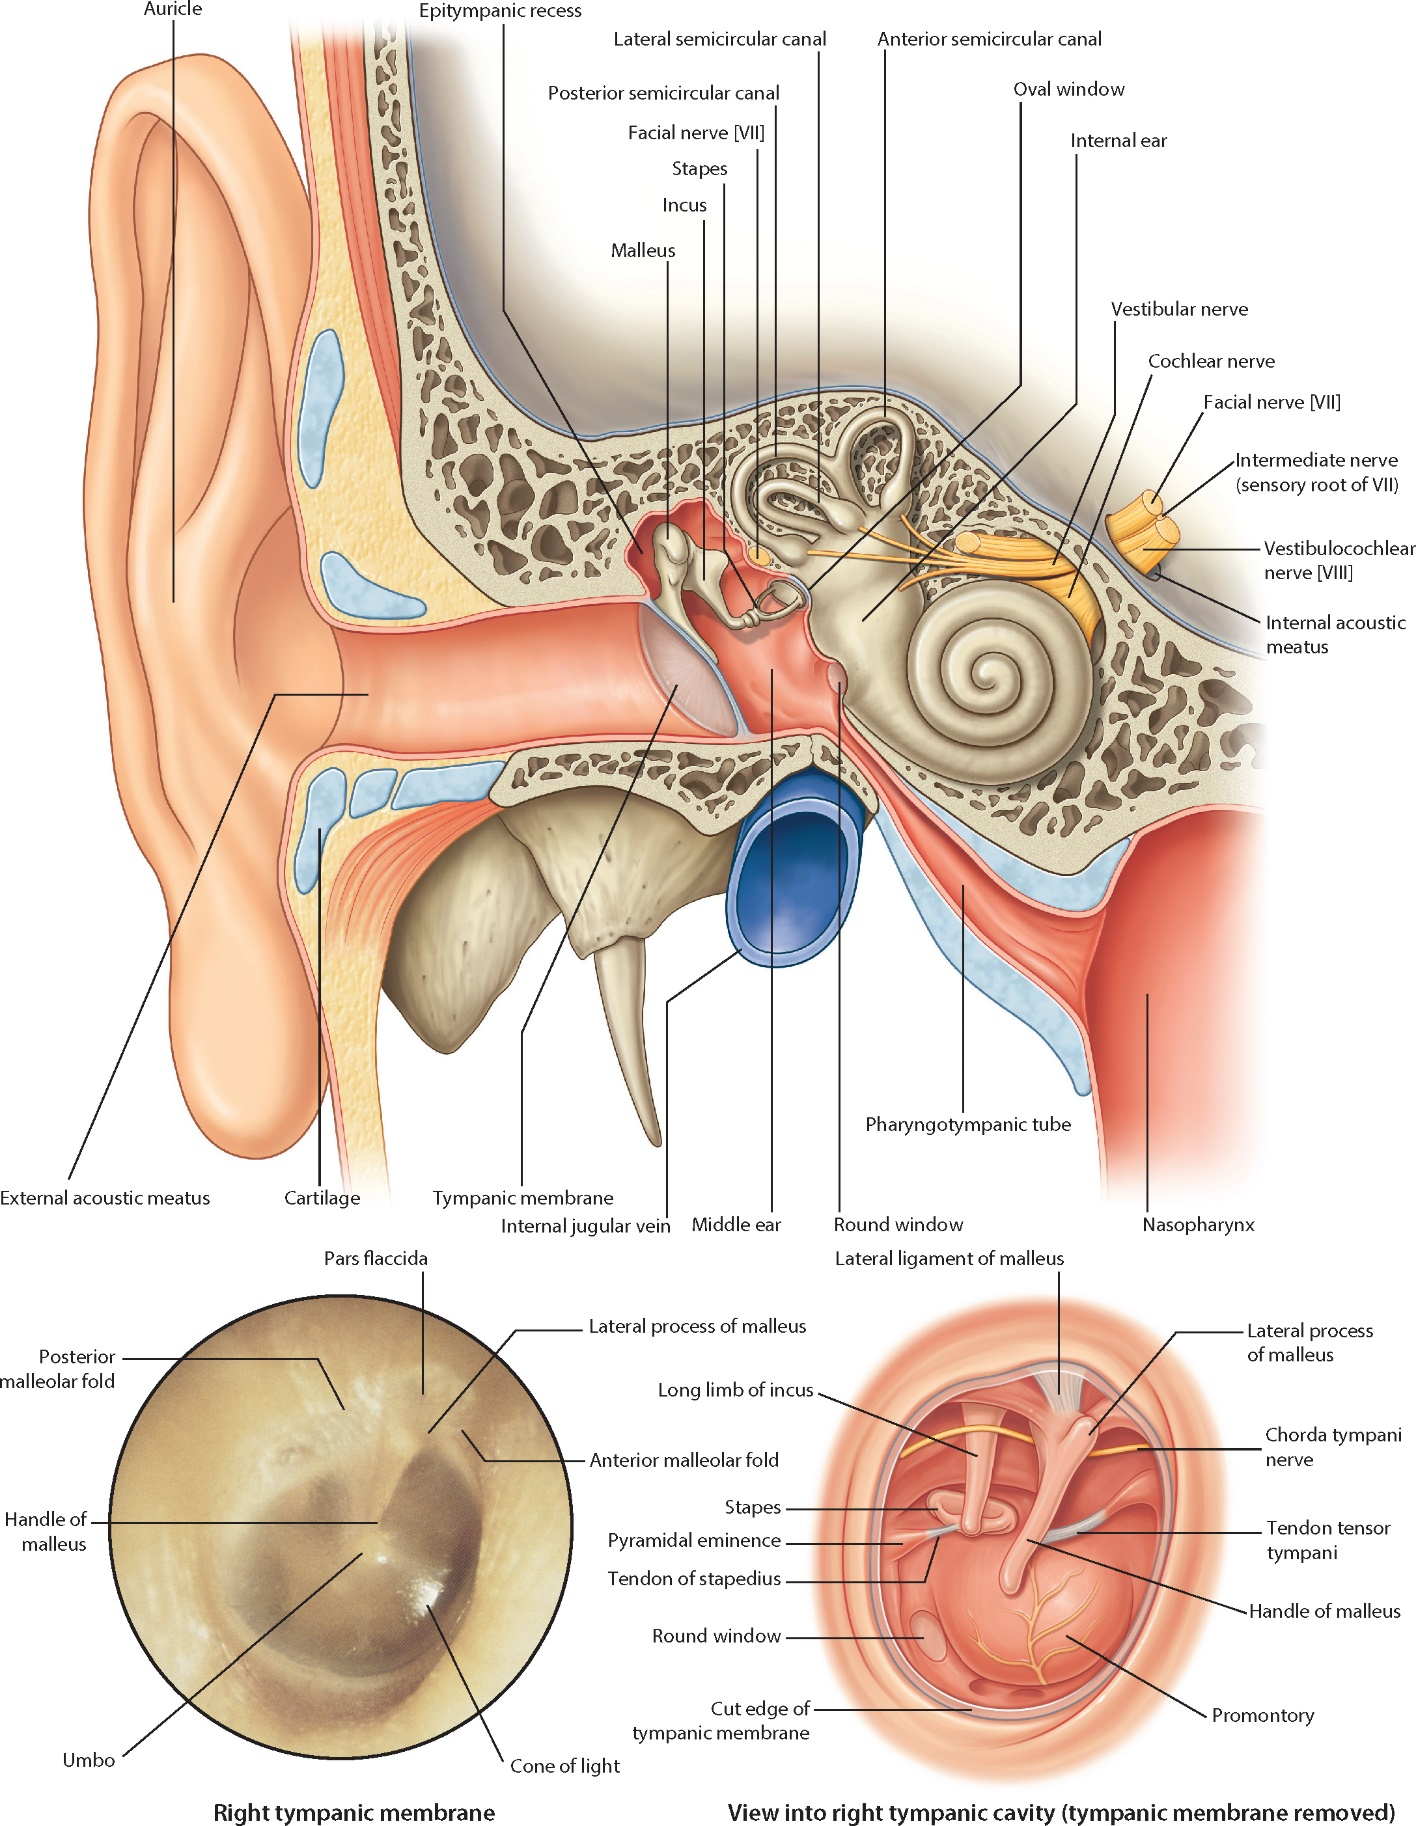 Auricle
Epitympanic recess
Lateral semicircular canal
Anterior semicircular canal
Posterior semicircular canal
Oval window
Facial nerve [VII]
Internal ear
Stapes
Incus
Malleus
Vestibular nerve
Cochlear nerve
Facial nerve [VII]
Intermediate nerve
(sensory root of VII)
Vestibulocochlear
nerve [VIII]
Internal acoustic
meatus
Pharyngotympanic tube
External acoustic meatus
Cartilage
Tympanic membrane
Internal jugular vein
Middle ear
Round window
Nasopharynx
Pars flaccida
Lateral process of malleus
Posterior
malleolar fold
Anterior malleolar fold
Handle of
malleus
Umbo
Cone of light
Right tympanic membrane
Lateral ligament of malleus
Lateral process
of malleus
Long limb of incus
Chorda tympani
nerve
Stapes
Pyramidal eminence
Tendon of stapedius
Tendon tensor
tympani
Handle of malleus
Round window
Cut edge of
tympanic membrane
Promontory
View into right tympanic cavity (tympanic membrane removed)